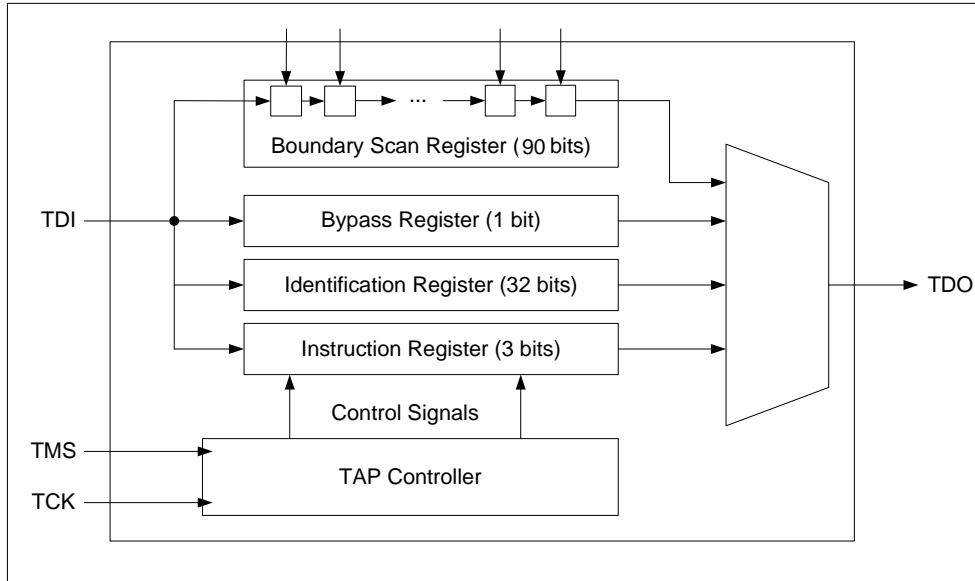 ...
Boundary Scan Register (90 bits)
TDI
Bypass Register (1 bit)
Identification Register (32 bits)
TDO
Instruction Register (3 bits)
Control Signals
TMS
TAP Controller
TCK